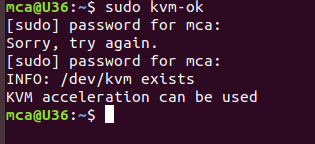 mca@U36:~$ sudo kvm-ok
[sudo] password for mca:
Sorry, try again.
[sudo] password for mca:
INFO: /dev/kvm exists
KVM acceleration can be used
mca@U36:~$